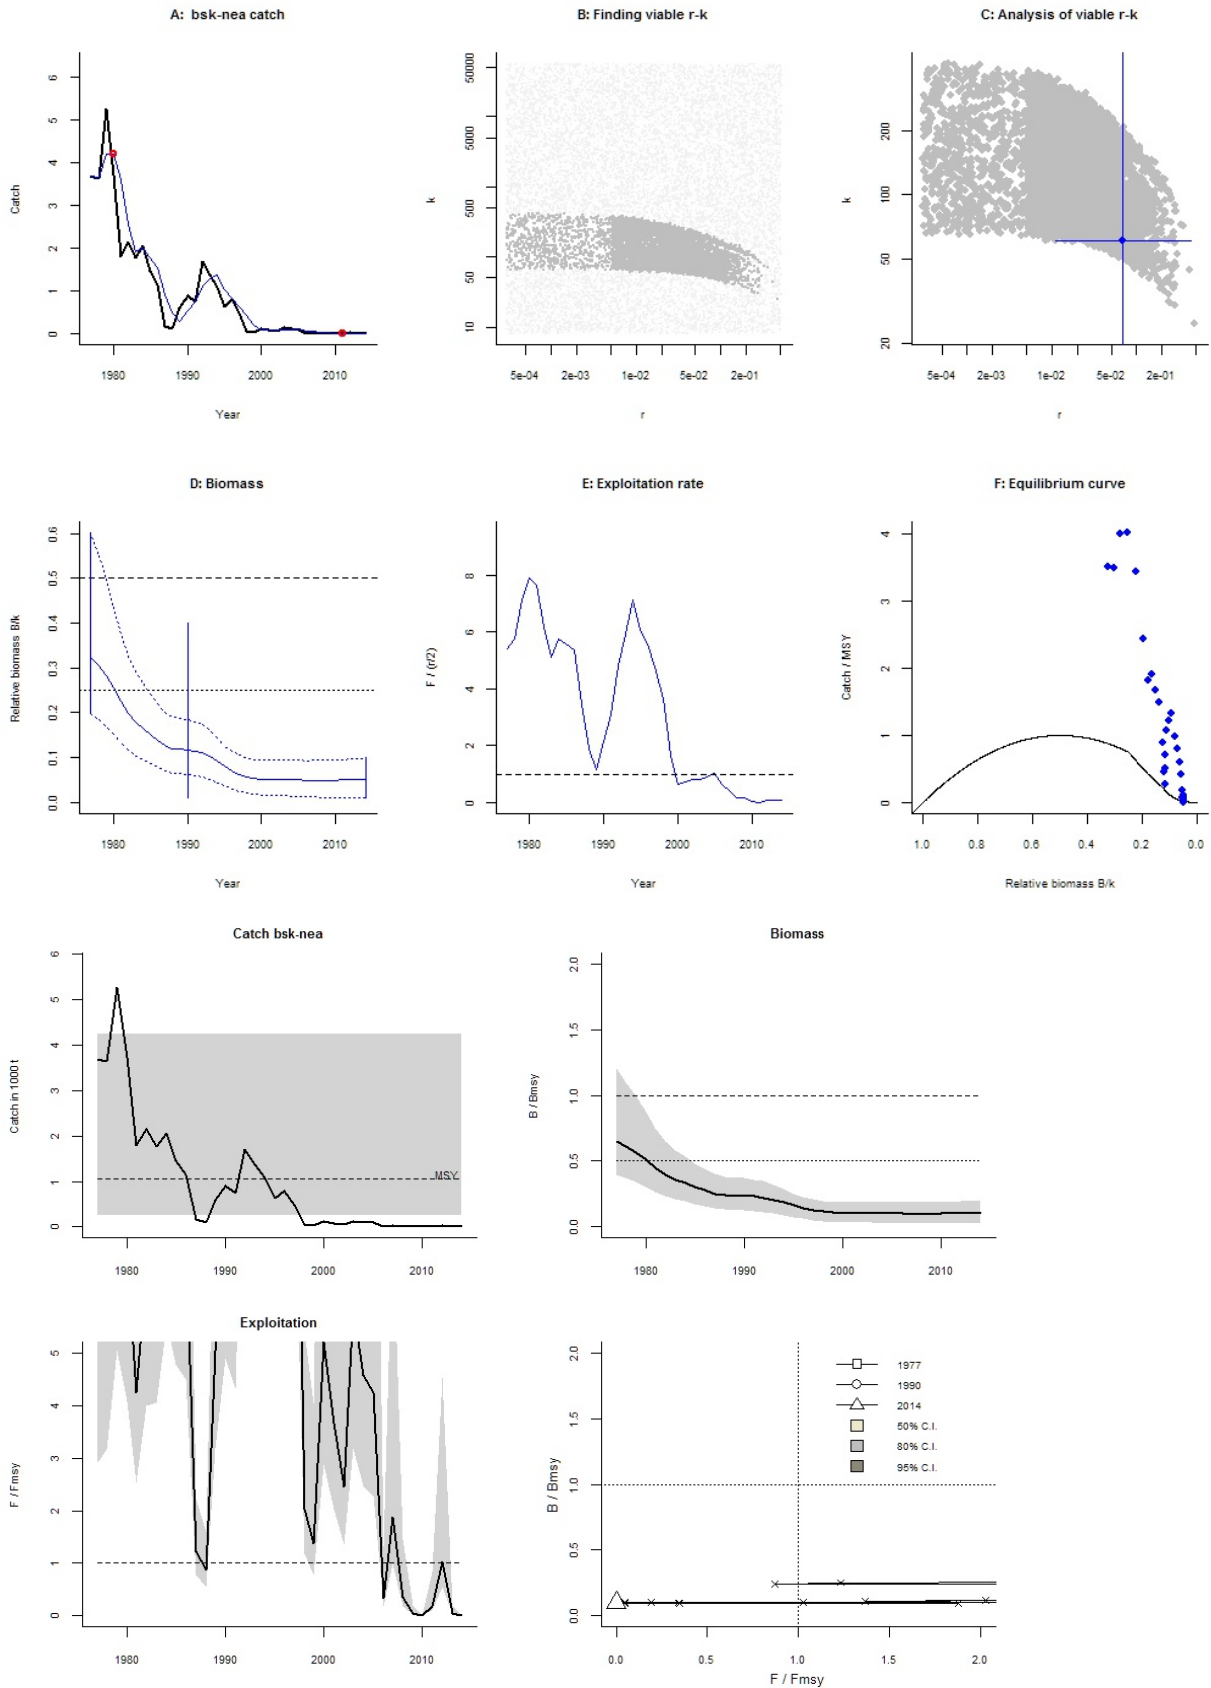 A: bsk-nea catch
Catch
6
5
4
3
2
1
0
1980 1990 2000 2010
Year
B: Finding viable r-k
k
50000
5000
500
50
10
5e-04 2e-03 1e-02 5e-02 2e-01
r
C: Analysis of viable r-k
k
200
100
50
20
5e-04 2e-03 1e-02 5e-02 2e-01
r
D: Biomass
Relative biomass B/k
0.6
0.5
0.4
0.3
0.2
0.1
0.0
1980 1990 2000 2010
Year
E: Exploitation rate
F / (r/2)
8
6
4
2
0
1980 1990 2000 2010
Year
F: Equilibrium curve
Catch / MSY
4
3
2
1
0
1.0 0.8 0.6 0.4 0.2 0.0
Relative biomass B/k
Catch bsk-nea
Catch in 1000 t
6
5
4
3
2
1
0
MSY
1980 1990 2000 2010
Biomass
B / Bmsy
2.0
1.5
1.0
0.5
0.0
1980 1990 2000 2010
Exploitation
F / Fmsy
5
4
3
2
1
0
1980 1990 2000 2010
B / Bmsy
2.0
1.5
1.0
0.5
0.0
1977
1990
2014
50% C.I.
80% C.I.
95% C.I.
0.0 0.5 1.0 1.5 2.0
F / Fmsy